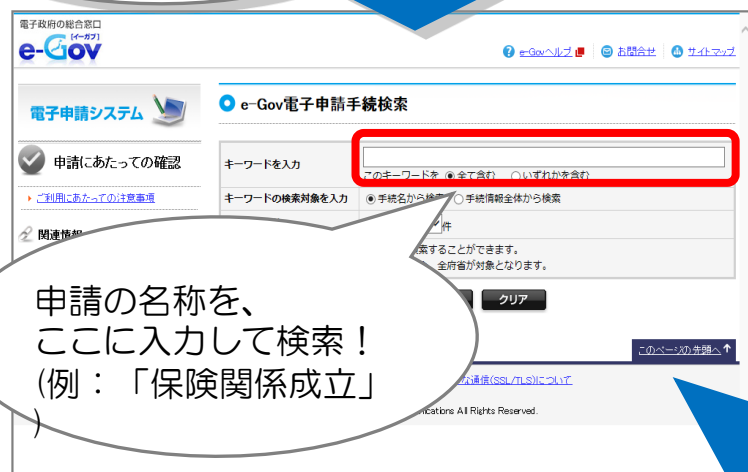 電子政府の総合窓口
[イーガブ]
e-Gov
e-Govヘルプ
お問合せ
サイトマップ
電子申請システム
e-Gov電子申請手続検索
申請にあたっての確認
キーワードを入力
このキーワードを ●全て含む ○いずれかを含む
ご利用にあたっての注意事項
キーワードの検索対象を入力
●手続名から検索 ○手続情報全体から検索
関連情報
件
索することができます。
全府省が対象となります。
クリア
申請の名称を、
ここに入力して検索！
(例：「保険関係成立」
)
このページの先頭へ↑
な通信(SSL/TLS)について
ications All Rights Reserved.